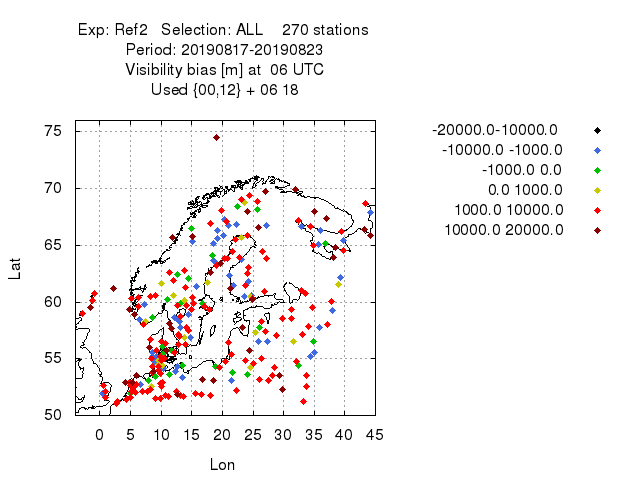 Exp: Ref2   Selection: ALL    270 stations
Period: 20190817-20190823
Visibility bias [m] at  06 UTC
Used {00,12} + 06 18
-20000.0-10000.0
-10000.0 -1000.0
-1000.0 0.0
0.0 1000.0
1000.0 10000.0
10000.0 20000.0
75
70
65
60
55
50
Lat
0 5 10 15 20 25 30 35 40 45
Lon